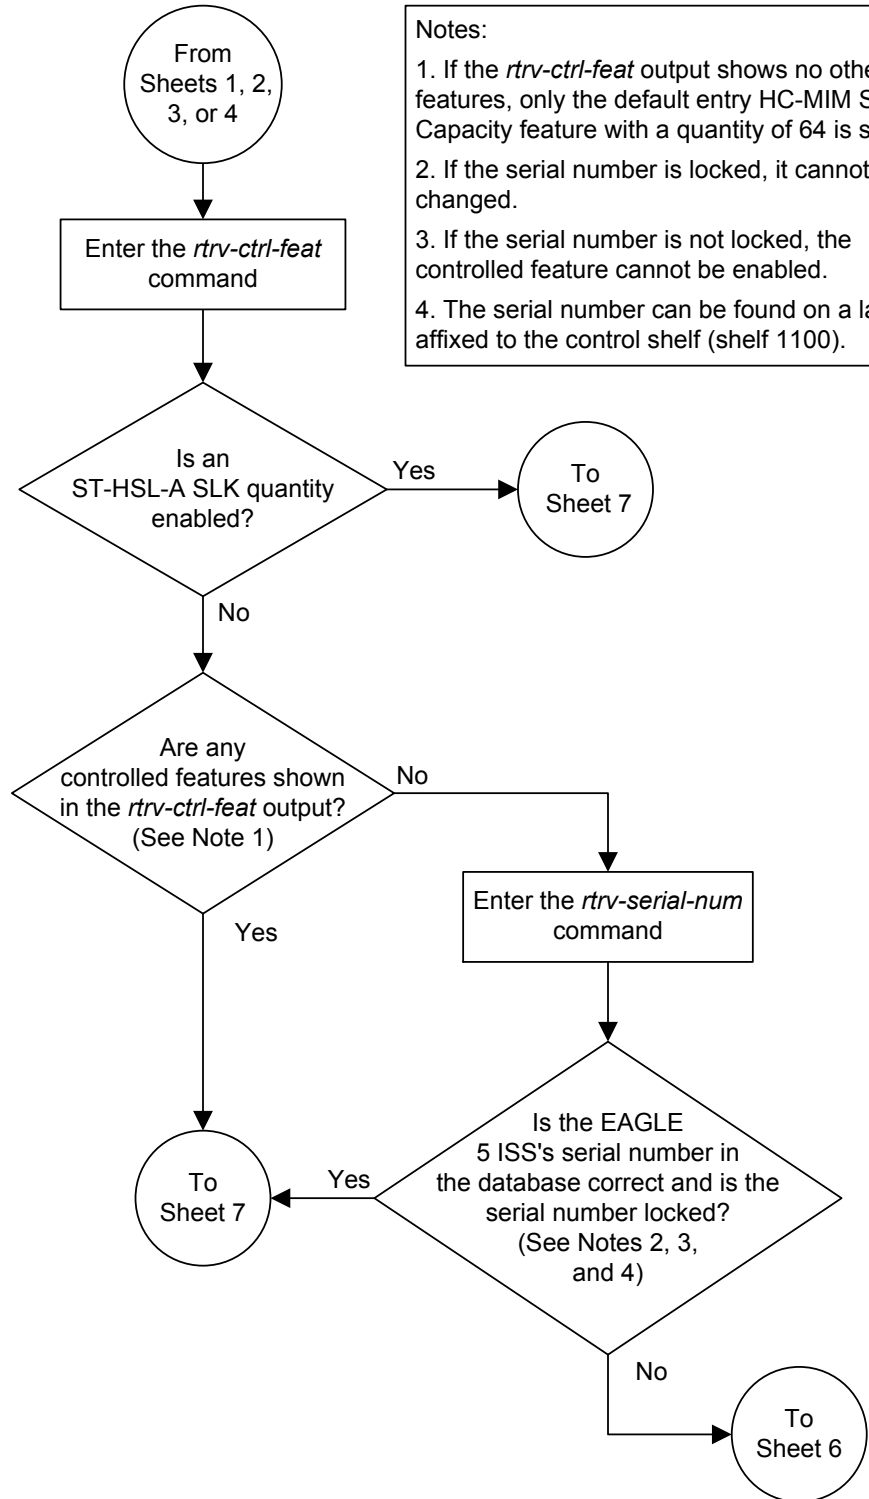 From
Sheets 1, 2,
3, or 4
Notes:
1. If the rtrv-ctrl-feat output shows no othe
features, only the default entry HC-MIM S
Capacity feature with a quantity of 64 is s
2. If the serial number is locked, it cannot
changed.
3. If the serial number is not locked, the
controlled feature cannot be enabled.
4. The serial number can be found on a la
affixed to the control shelf (shelf 1100).
Enter the rtrv-ctrl-feat
command
Is an
ST-HSL-A SLK quantity
enabled?
Yes
To
Sheet 7
No
Are any
controlled features shown
in the rtrv-ctrl-feat output?
(See Note 1)
No
Enter the rtrv-serial-num
command
Yes
Is the EAGLE
5 ISS's serial number in
the database correct and is the
serial number locked?
(See Notes 2, 3,
and 4)
Yes
To
Sheet 7
No
To
Sheet 6